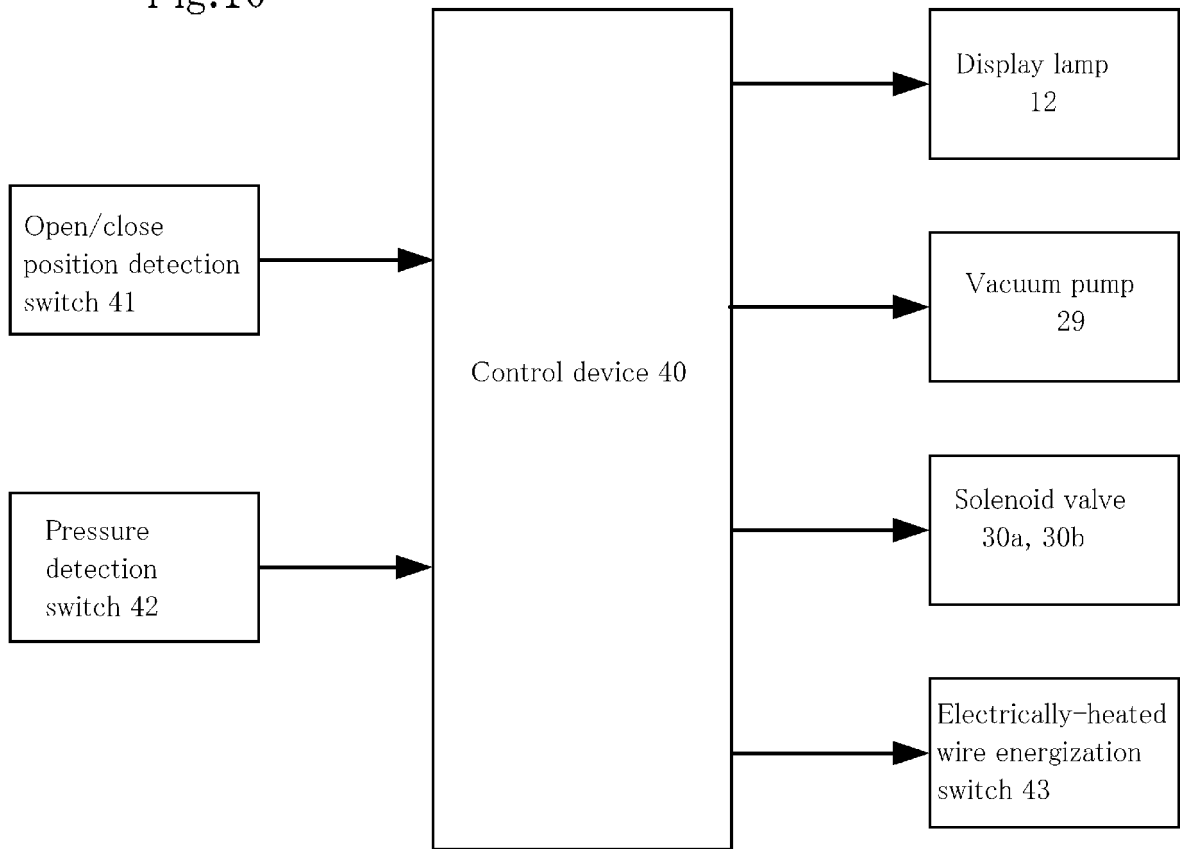 Fig.10
Display lamp
12
Open/close
position detection
switch 41
Vacuum pump
29
Control device 40
Pressure
detection
switch 42
Solenoid valve
30a, 30b
Electrically-heated
wire energization
switch 43